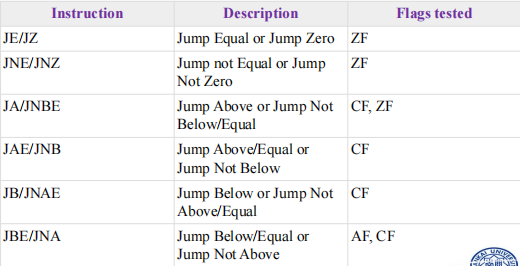 Instruction Description Flags tested
JE/JZ Jump Equal or Jump Zero ZF
JNE/JNZ Jump not Equal or Jump ZF
Not Zero
JA/JNBE Jump Above or Jump Not CF, ZF
Below/Equal
JAE/JNB Jump Above/Equal or CF
Jump Not Below
JB/JNAE Jump Below or Jump Not CF
Above/Equal
JBE/JNA Jump Below/Equal or AF, CF
Jump Not Above